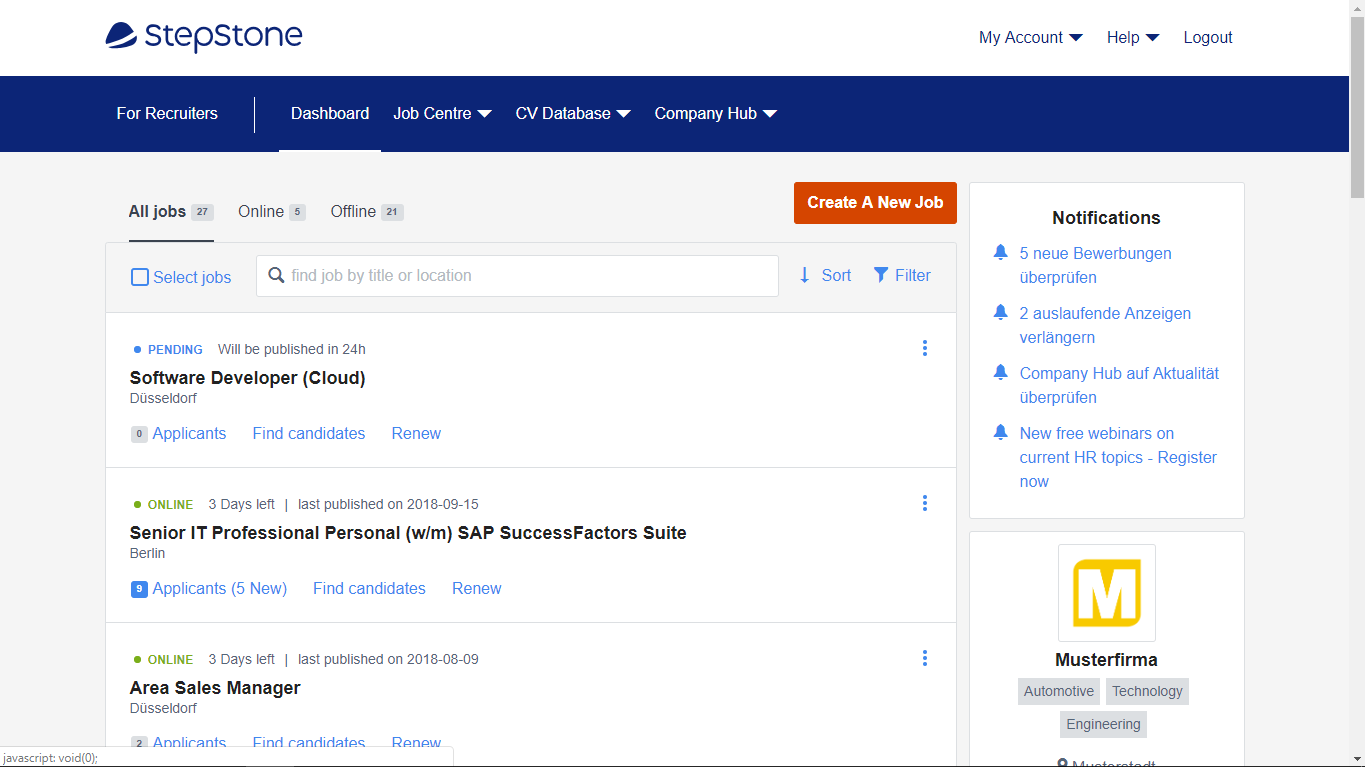 StepStone
My Account Help Logout
For Recruiters Dashboard Job Centre CV Database Company Hub
All jobs 27 Online 5 Offline 21
Create A New Job
Select jobs find job by title or location Sort Filter
PENDING Will be published in 24h
Software Developer (Cloud)
Düsseldorf
0 Applicants Find candidates Renew
ONLINE 3 Days left | last published on 2018-09-15
Senior IT Professional Personal (w/m) SAP SuccessFactors Suite
Berlin
9 Applicants (5 New) Find candidates Renew
ONLINE 3 Days left | last published on 2018-08-09
Area Sales Manager
Düsseldorf
2 Applicants Find candidates Renew
Notifications
5 neue Bewerbungen
überprüfen
2 auslaufende Anzeigen
verlängern
Company Hub auf Aktualität
überprüfen
New free webinars on
current HR topics - Register
now
M
Musterfirma
Automotive Technology
Engineering
Musterstadt
javascript: void(0);